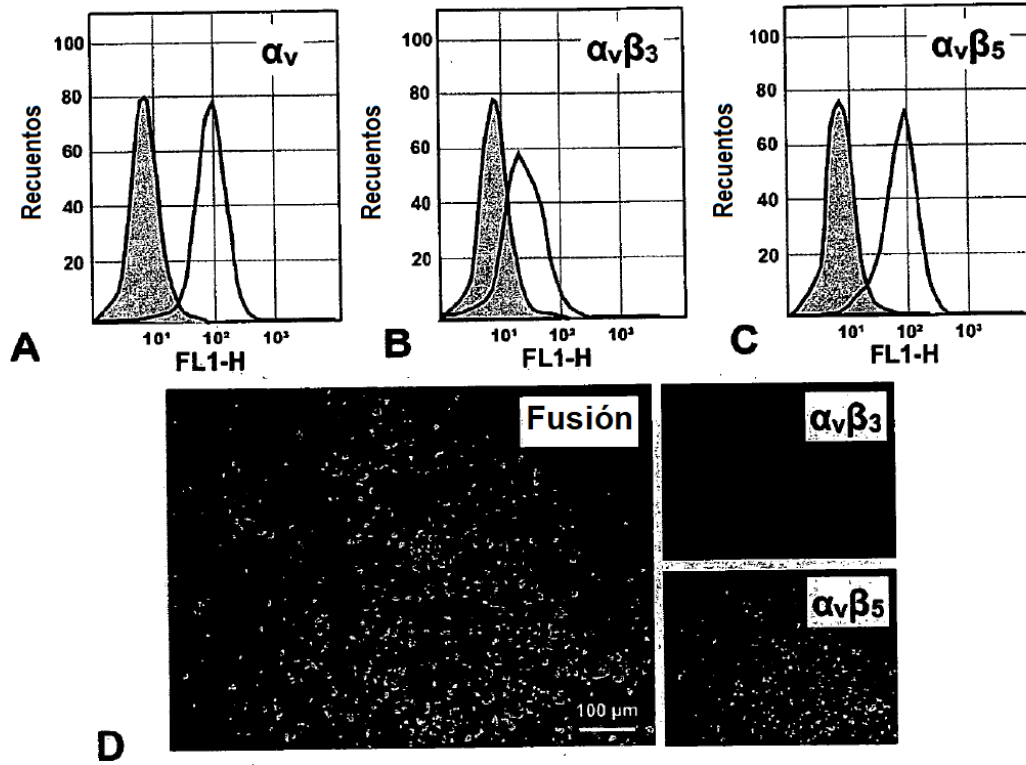 100
80
60
40
20
Recuentos
αv
10¹ 10² 10³
FL1-H
A
100
80
60
40
20
Recuentos
αvβ3
10¹ 10² 10³
FL1-H
B
100
80
60
40
20
Recuentos
αvβ5
10¹ 10² 10³
FL1-H
C
Fusión
100 µm
αvβ3
αvβ5
D